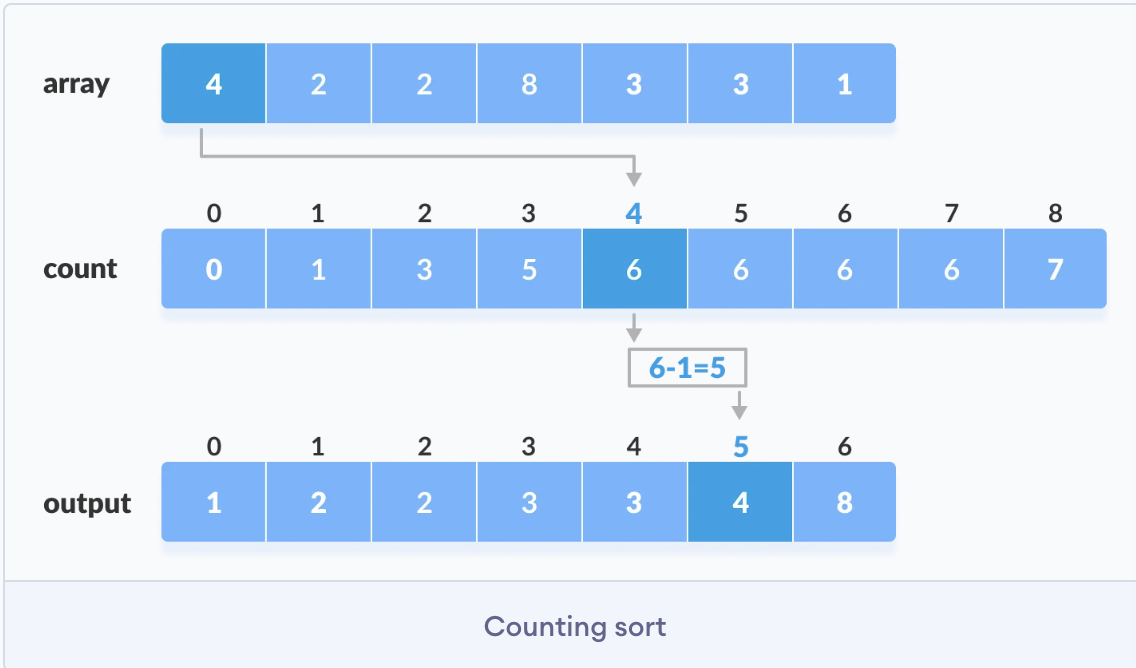 array 4 2 2 8 3 3 1
0 1 2 3 4 5 6 7 8
count 0 1 3 5 6 6 6 6 7
6-1=5
0 1 2 3 4 5 6
output 1 2 2 3 3 4 8
Counting sort